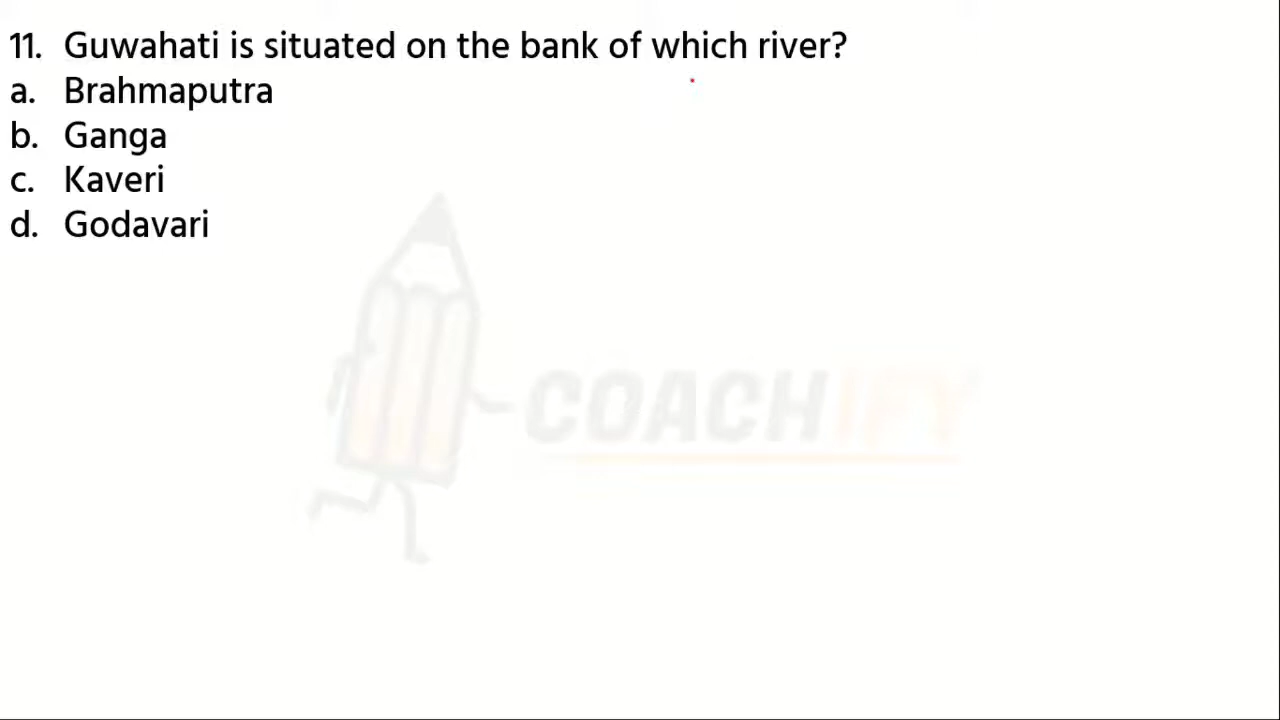 11. Guwahati is situated on the bank of which river?
a. Brahmaputra
b. Ganga
c. Kaveri
d. Godavari
COACHIFY